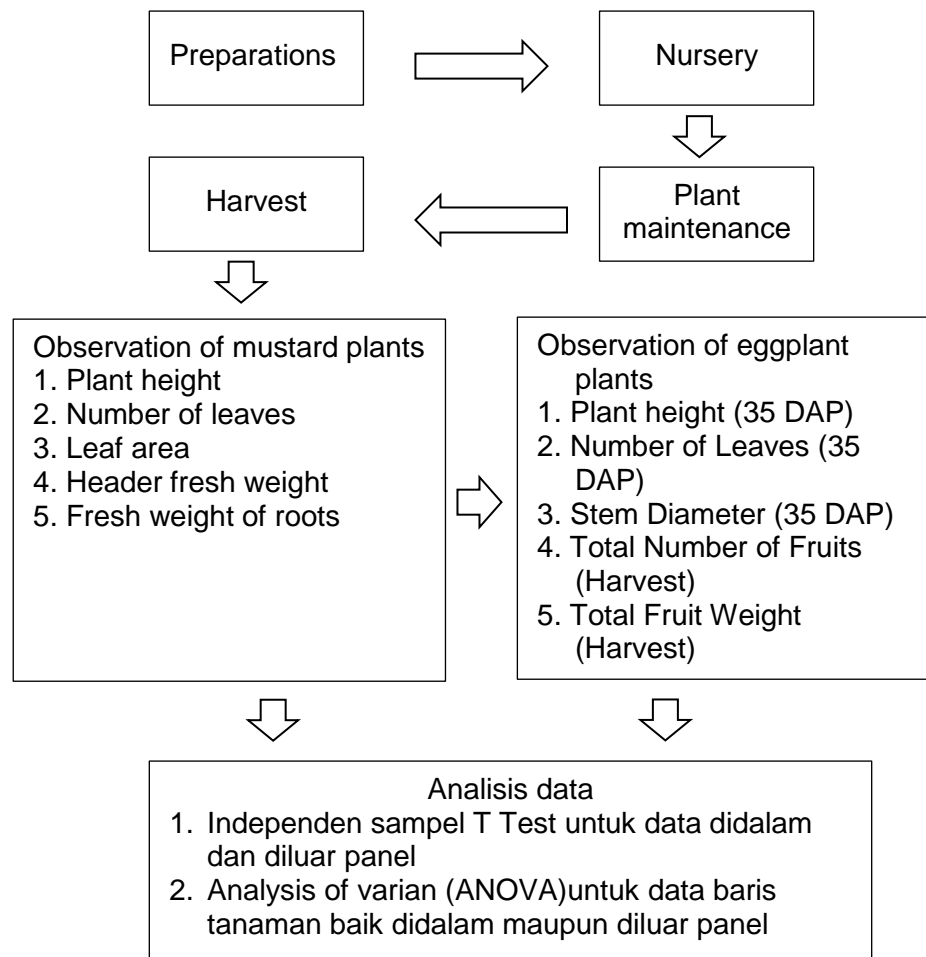 Preparations
Nursery
Plant
maintenance
Harvest
Observation of mustard plants
1. Plant height
2. Number of leaves
3. Leaf area
4. Header fresh weight
5. Fresh weight of roots
Observation of eggplant
plants
1. Plant height (35 DAP)
2. Number of Leaves (35
DAP)
3. Stem Diameter (35 DAP)
4. Total Number of Fruits
(Harvest)
5. Total Fruit Weight
(Harvest)
Analisis data
1. Independen sampel T Test untuk data didalam
dan diluar panel
2. Analysis of varian (ANOVA)untuk data baris
tanaman baik didalam maupun diluar panel